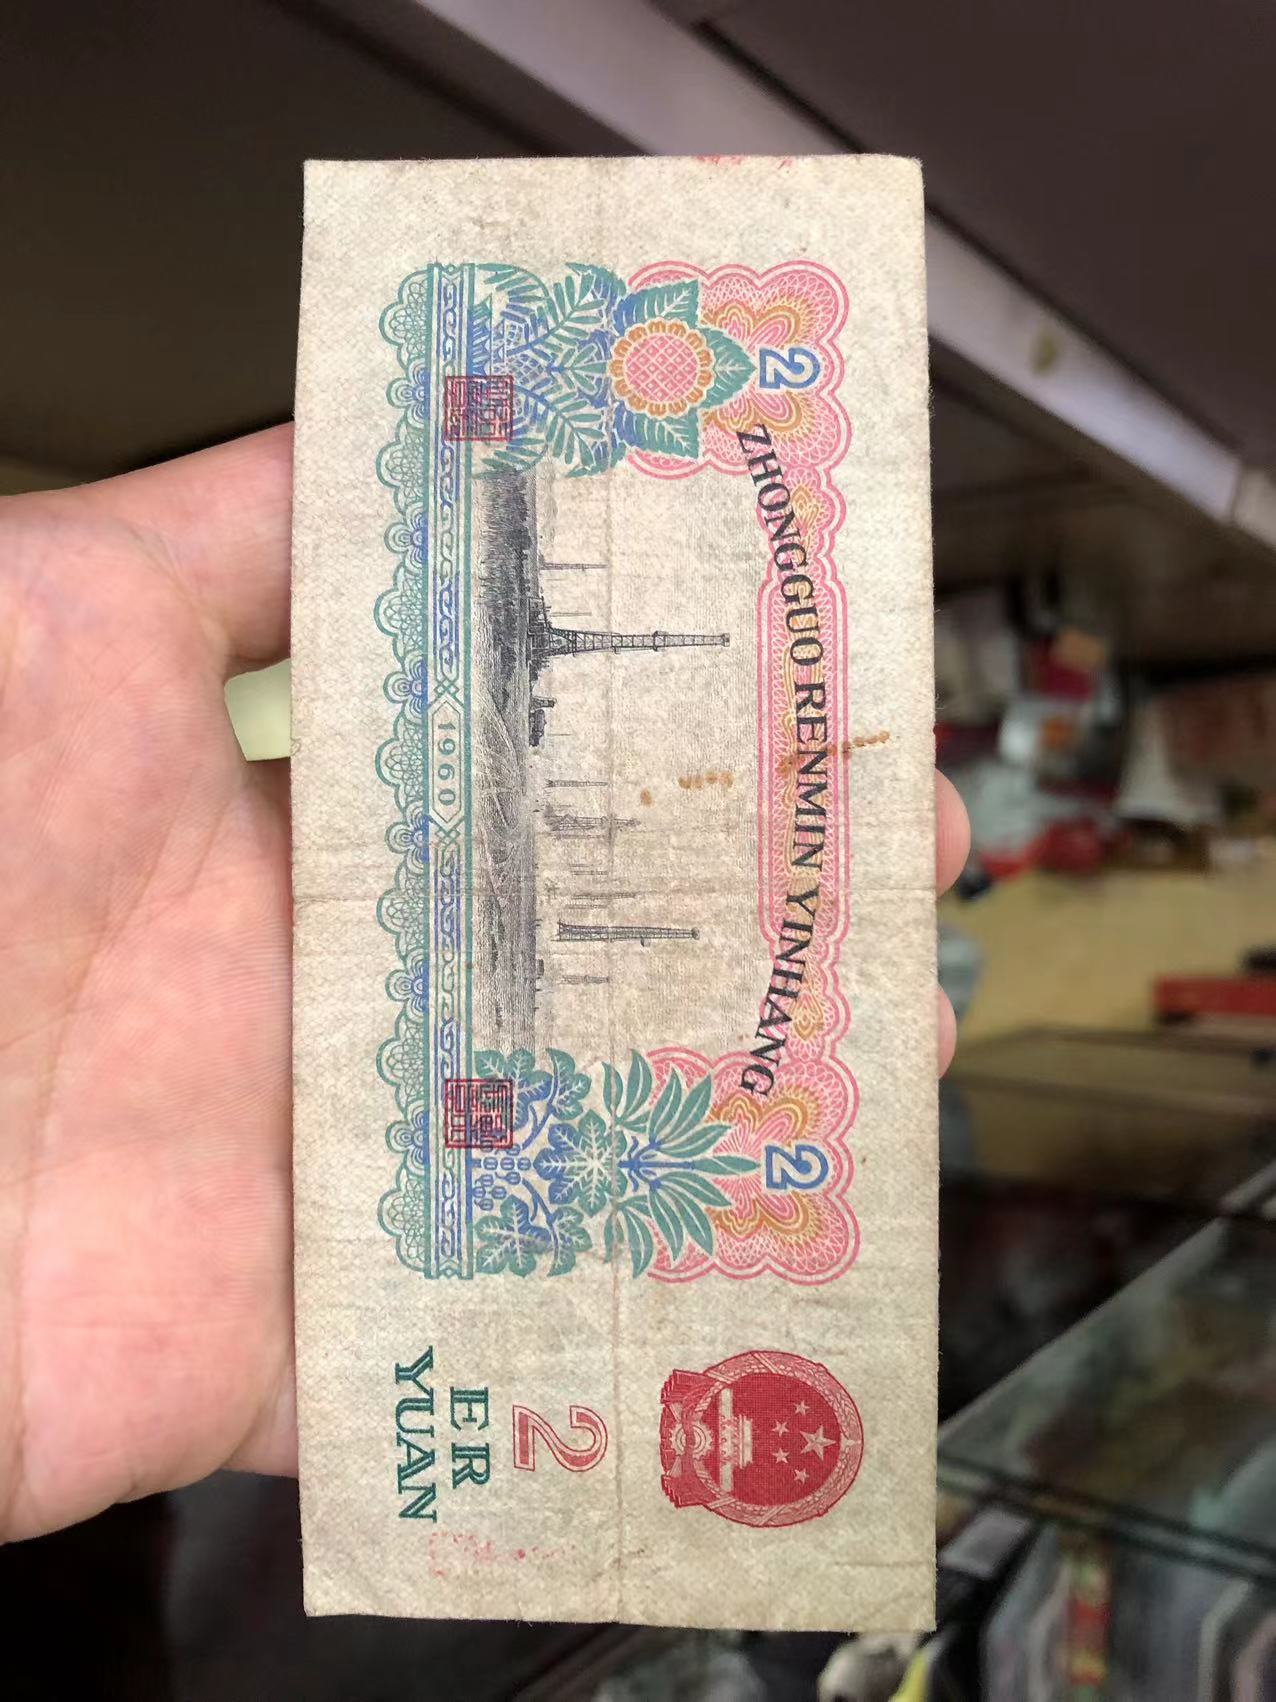 2
2
ZHONGGUO RENMIN YINHANG
1960
2
ER
YUAN